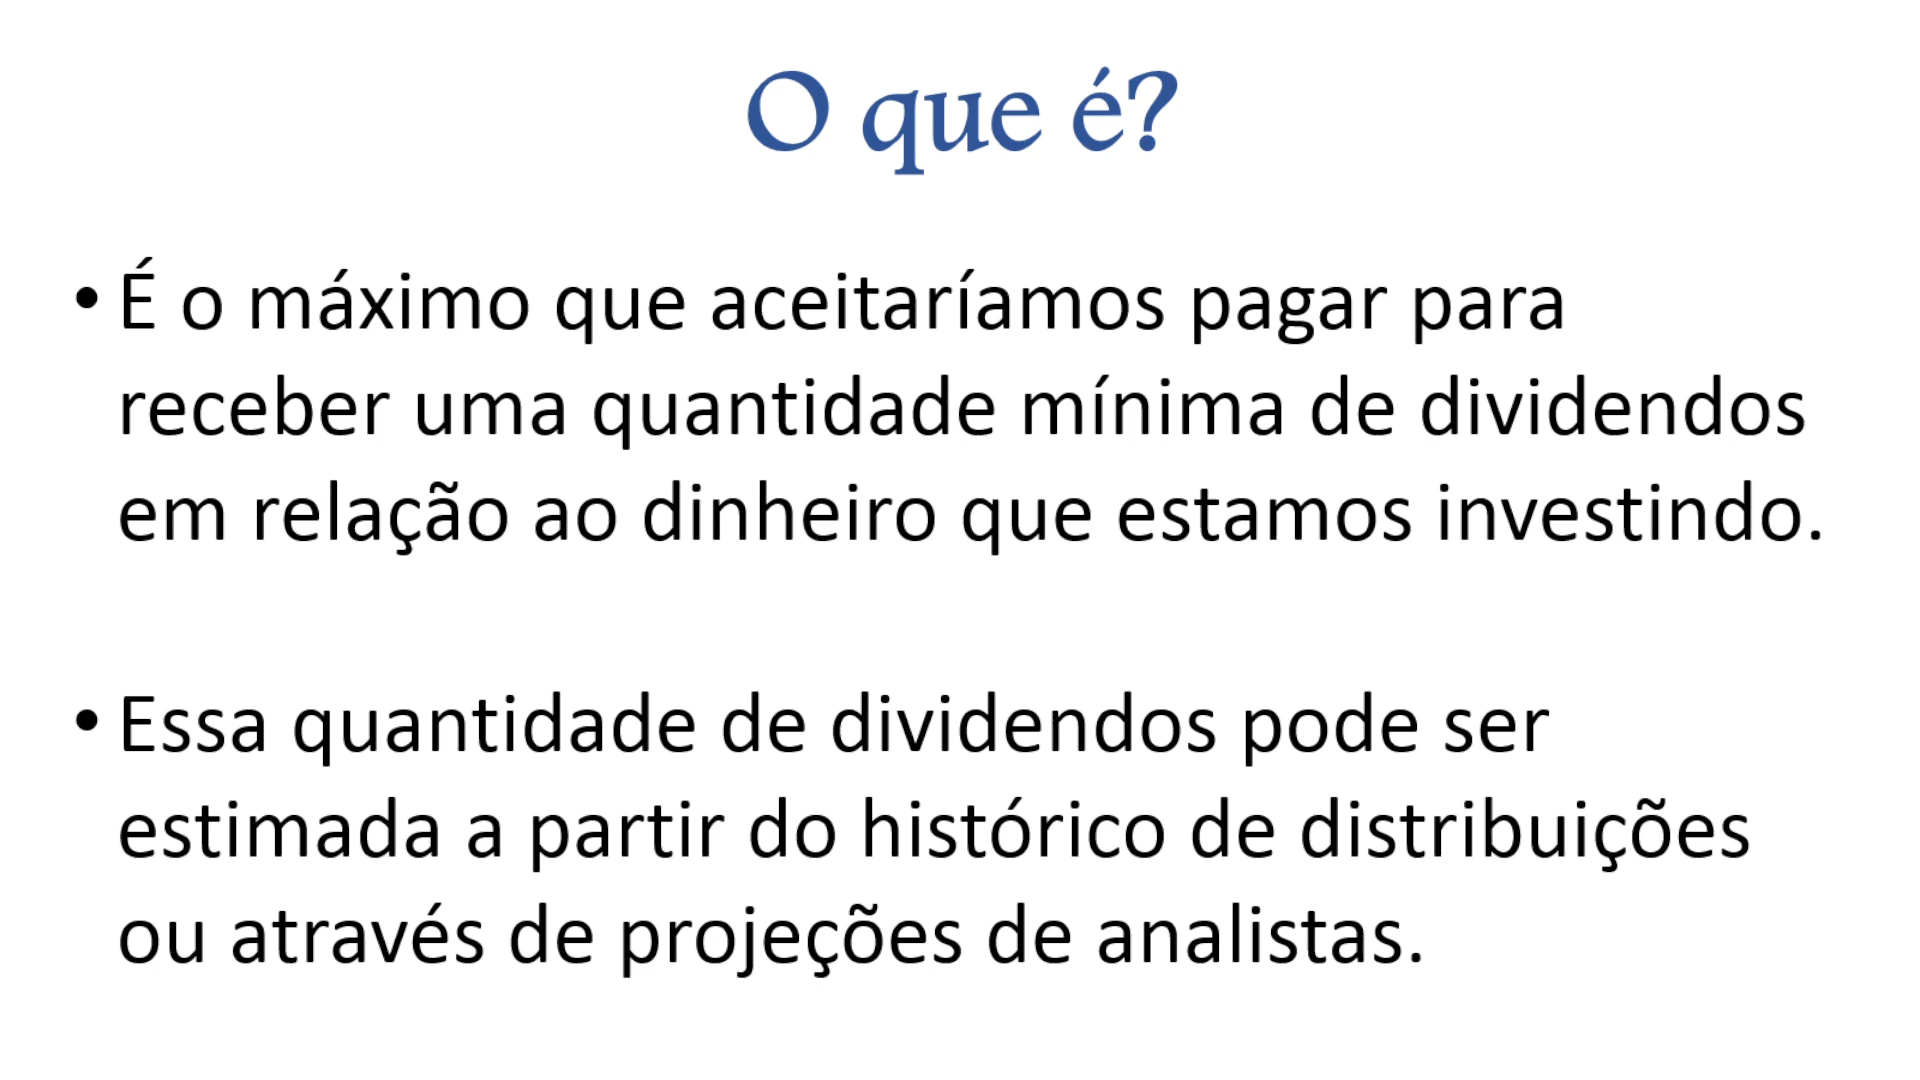 O que é?
• É o máximo que aceitaríamos pagar para
receber uma quantidade mínima de dividendos
em relação ao dinheiro que estamos investindo.
• Essa quantidade de dividendos pode ser
estimada a partir do histórico de distribuições
ou através de projeções de analistas.